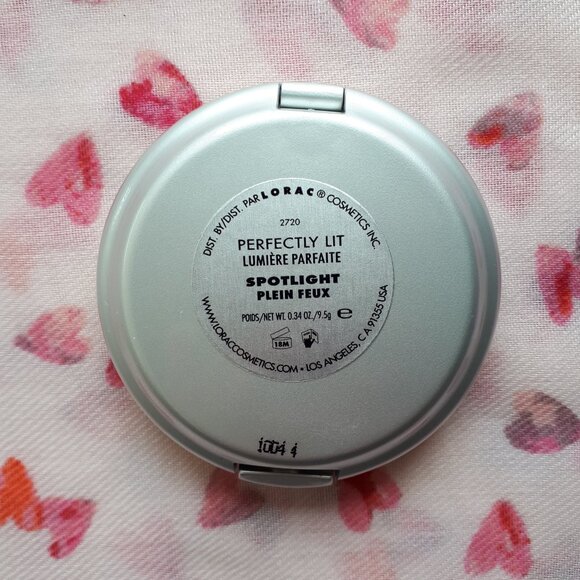 DIST. BY/DIST. PAR LORAC® COSMETICS INC.
2720
PERFECTLY LIT
LUMIÈRE PARFAITE
SPOTLIGHT
PLEIN FEUX
POIDS/NET WT. 0.34 OZ./9.5g ℮
18M
WWW.LORACCOSMETICS.COM • LOS ANGELES, CA 91355 USA
1004 4